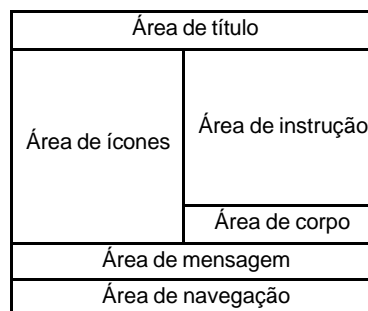 Área de título
Área de ícones
Área de instrução
Área de corpo
Área de mensagem
Área de navegação